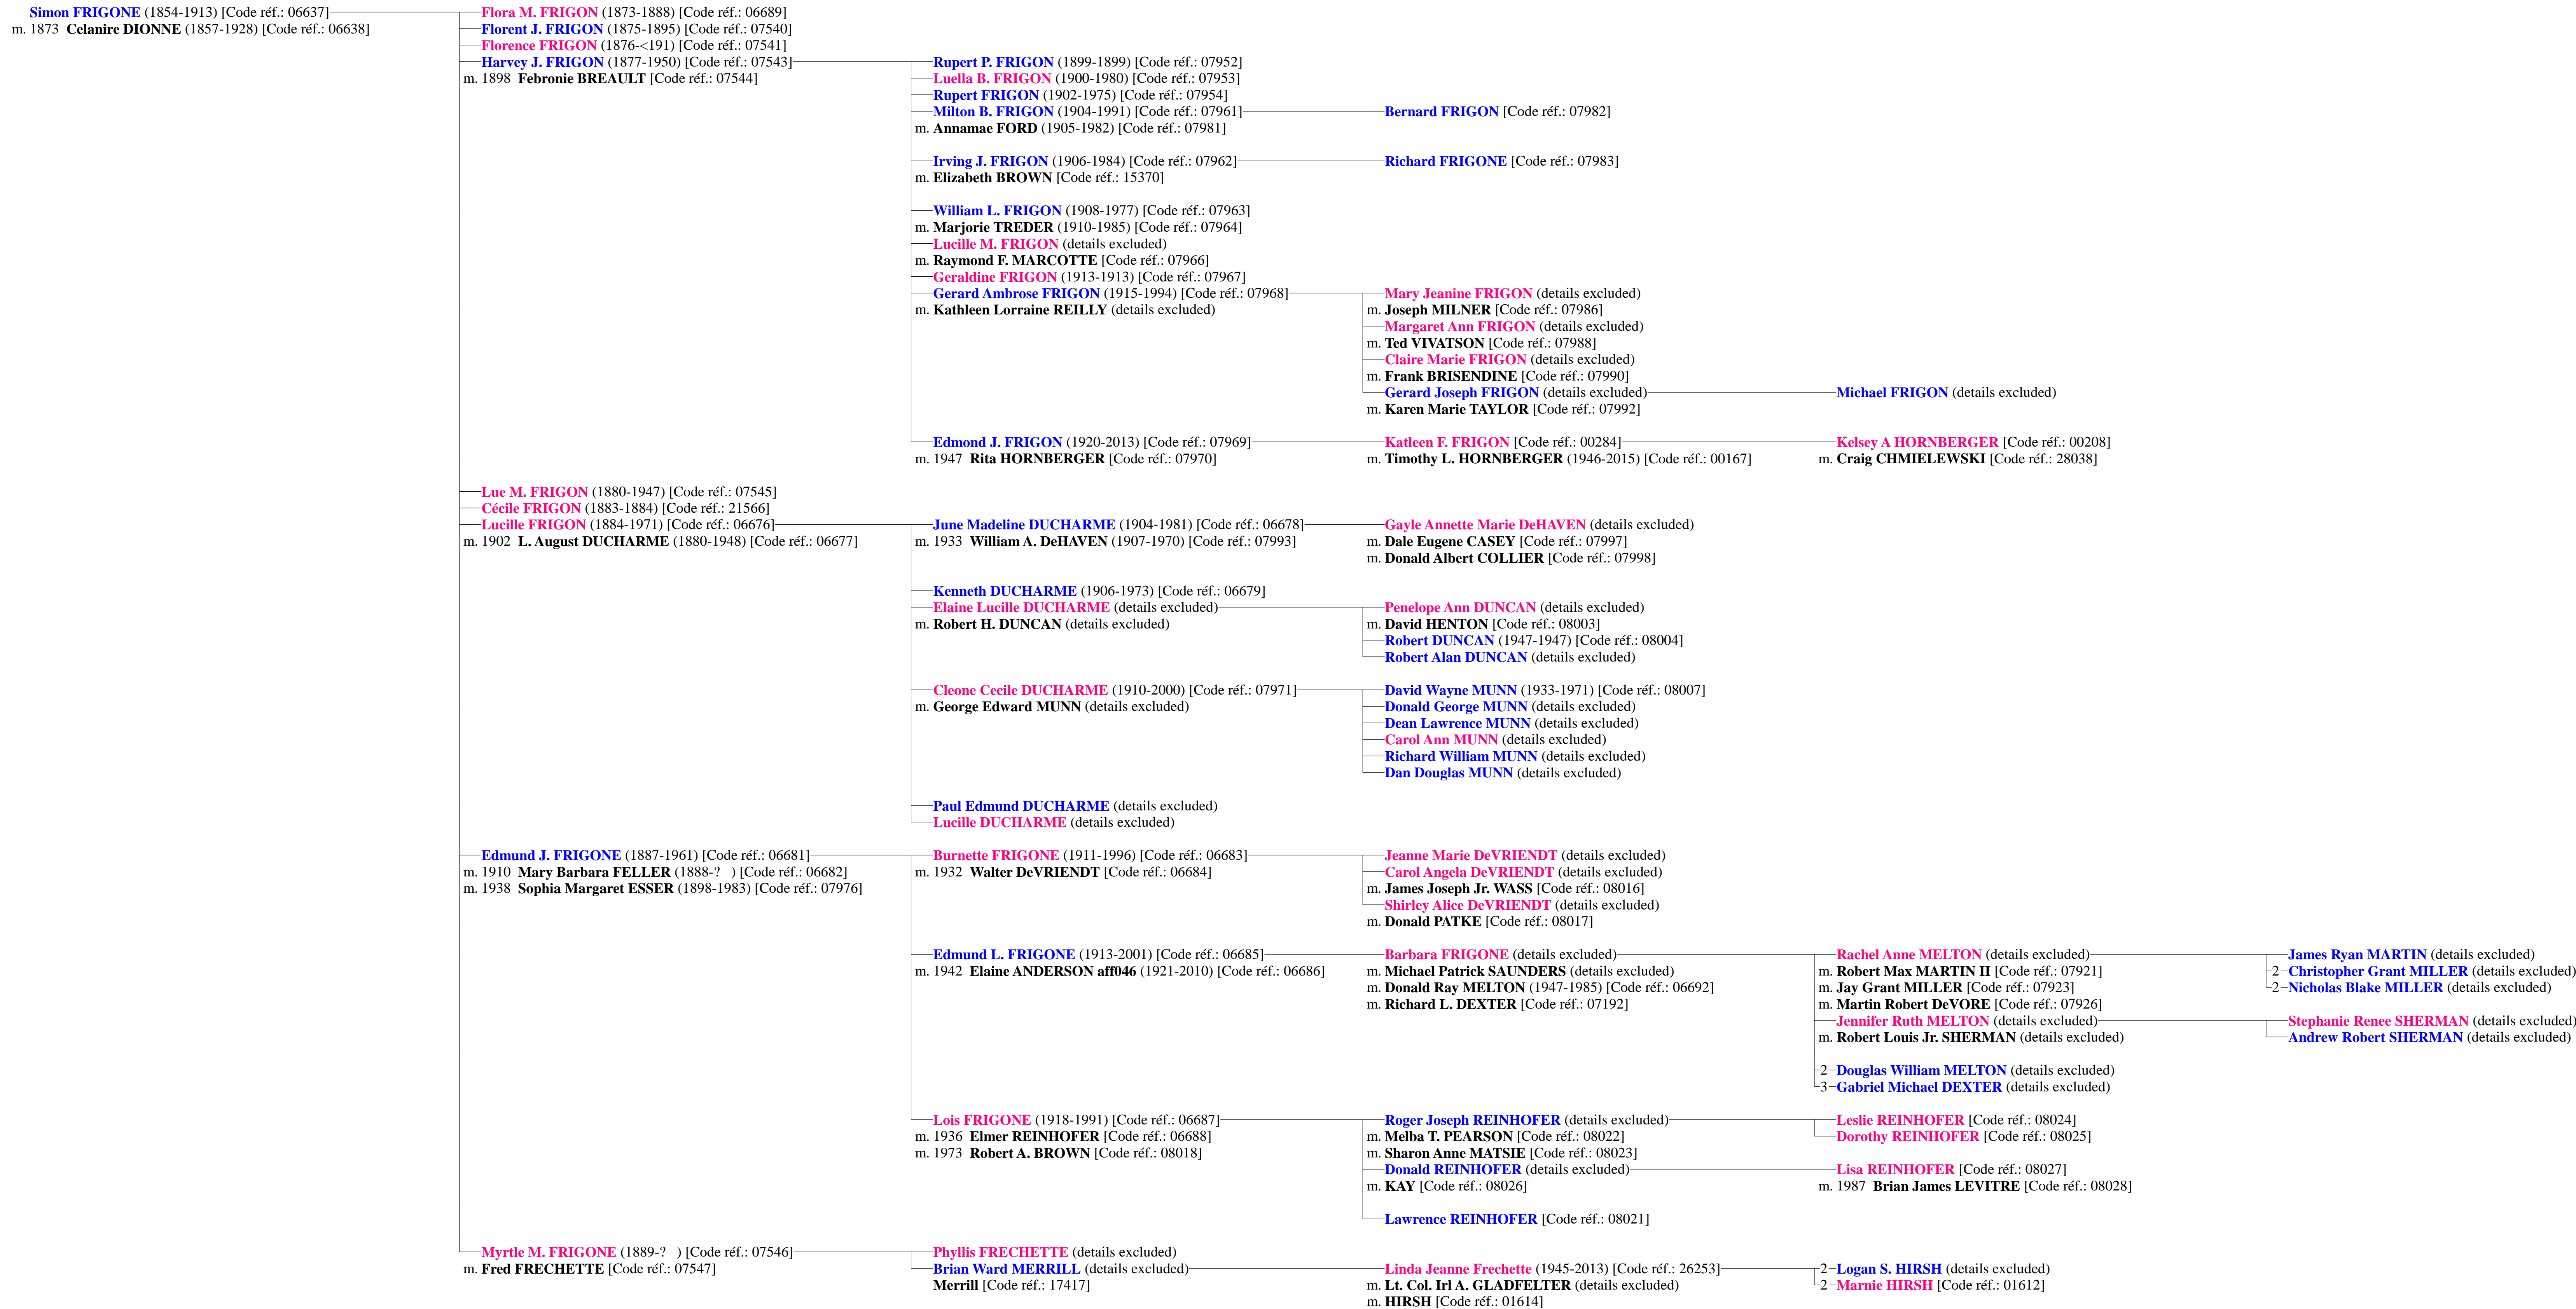 Simon FRIGONE (1854-1913) [Code réf.: 06637]
m. 1873 Celanire DIONNE (1857-1928) [Code réf.: 06638]
Flora M. FRIGON (1873-1888) [Code réf.: 06689]
Florent J. FRIGON (1875-1895) [Code réf.: 07540]
Florence FRIGON (1876-<191) [Code réf.: 07541]
Harvey J. FRIGON (1877-1950) [Code réf.: 07543]
m. 1898 Febronie BREAULT [Code réf.: 07544]
Rupert P. FRIGON (1899-1899) [Code réf.: 07952]
Luella B. FRIGON (1900-1980) [Code réf.: 07953]
Rupert FRIGON (1902-1975) [Code réf.: 07954]
Milton B. FRIGON (1904-1991) [Code réf.: 07961]
m. Annamae FORD (1905-1982) [Code réf.: 07981]
Bernard FRIGON [Code réf.: 07982]
Irving J. FRIGON (1906-1984) [Code réf.: 07962]
m. Elizabeth BROWN [Code réf.: 15370]
Richard FRIGONE [Code réf.: 07983]
William L. FRIGON (1908-1977) [Code réf.: 07963]
m. Marjorie TREDER (1910-1985) [Code réf.: 07964]
Lucille M. FRIGON (details excluded)
m. Raymond F. MARCOTTE [Code réf.: 07966]
Geraldine FRIGON (1913-1913) [Code réf.: 07967]
Gerard Ambrose FRIGON (1915-1994) [Code réf.: 07968]
m. Kathleen Lorraine REILLY (details excluded)
Mary Jeanine FRIGON (details excluded)
m. Joseph MILNER [Code réf.: 07986]
Margaret Ann FRIGON (details excluded)
m. Ted VIVATSON [Code réf.: 07988]
Claire Marie FRIGON (details excluded)
m. Frank BRISENDINE [Code réf.: 07990]
Gerard Joseph FRIGON (details excluded)
m. Karen Marie TAYLOR [Code réf.: 07992]
Michael FRIGON (details excluded)
Edmond J. FRIGON (1920-2013) [Code réf.: 07969]
m. 1947 Rita HORNBERGER [Code réf.: 07970]
Katleen F. FRIGON [Code réf.: 00284]
m. Timothy L. HORNBERGER (1946-2015) [Code réf.: 00167]
Kelsey A HORNBERGER [Code réf.: 00208]
m. Craig CHMIELEWSKI [Code réf.: 28038]
Lue M. FRIGON (1880-1947) [Code réf.: 07545]
Cécile FRIGON (1883-1884) [Code réf.: 21566]
Lucille FRIGON (1884-1971) [Code réf.: 06676]
m. 1902 L. August DUCHARME (1880-1948) [Code réf.: 06677]
June Madeline DUCHARME (1904-1981) [Code réf.: 06678]
m. 1933 William A. DeHAVEN (1907-1970) [Code réf.: 07993]
Gayle Annette Marie DeHAVEN (details excluded)
m. Dale Eugene CASEY [Code réf.: 07997]
m. Donald Albert COLLIER [Code réf.: 07998]
Kenneth DUCHARME (1906-1973) [Code réf.: 06679]
Elaine Lucille DUCHARME (details excluded)
m. Robert H. DUNCAN (details excluded)
Penelope Ann DUNCAN (details excluded)
m. David HENTON [Code réf.: 08003]
Robert DUNCAN (1947-1947) [Code réf.: 08004]
Robert Alan DUNCAN (details excluded)
Cleone Cecile DUCHARME (1910-2000) [Code réf.: 07971]
m. George Edward MUNN (details excluded)
David Wayne MUNN (1933-1971) [Code réf.: 08007]
Donald George MUNN (details excluded)
Dean Lawrence MUNN (details excluded)
Carol Ann MUNN (details excluded)
Richard William MUNN (details excluded)
Dan Douglas MUNN (details excluded)
Paul Edmund DUCHARME (details excluded)
Lucille DUCHARME (details excluded)
Edmund J. FRIGONE (1887-1961) [Code réf.: 06681]
m. 1910 Mary Barbara FELLER (1888-? ) [Code réf.: 06682]
m. 1938 Sophia Margaret ESSER (1898-1983) [Code réf.: 07976]
Burnette FRIGONE (1911-1996) [Code réf.: 06683]
m. 1932 Walter DeVRIENDT [Code réf.: 06684]
Jeanne Marie DeVRIENDT (details excluded)
Carol Angela DeVRIENDT (details excluded)
m. James Joseph Jr. WASS [Code réf.: 08016]
Shirley Alice DeVRIENDT (details excluded)
m. Donald PATKE [Code réf.: 08017]
Edmund L. FRIGONE (1913-2001) [Code réf.: 06685]
m. 1942 Elaine ANDERSON aff046 (1921-2010) [Code réf.: 06686]
Barbara FRIGONE (details excluded)
m. Michael Patrick SAUNDERS (details excluded)
m. Donald Ray MELTON (1947-1985) [Code réf.: 06692]
m. Richard L. DEXTER [Code réf.: 07192]
Rachel Anne MELTON (details excluded)
m. Robert Max MARTIN II [Code réf.: 07921]
m. Jay Grant MILLER [Code réf.: 07923]
m. Martin Robert DeVORE [Code réf.: 07926]
James Ryan MARTIN (details excluded)
2 Christopher Grant MILLER (details excluded)
2 Nicholas Blake MILLER (details excluded)
Jennifer Ruth MELTON (details excluded)
m. Robert Louis Jr. SHERMAN (details excluded)
Stephanie Renee SHERMAN (details excluded)
Andrew Robert SHERMAN (details excluded)
2 Douglas William MELTON (details excluded)
3 Gabriel Michael DEXTER (details excluded)
Lois FRIGONE (1918-1991) [Code réf.: 06687]
m. 1936 Elmer REINHOFER [Code réf.: 06688]
m. 1973 Robert A. BROWN [Code réf.: 08018]
Roger Joseph REINHOFER (details excluded)
m. Melba T. PEARSON [Code réf.: 08022]
m. Sharon Anne MATSIE [Code réf.: 08023]
Leslie REINHOFER [Code réf.: 08024]
Dorothy REINHOFER [Code réf.: 08025]
Donald REINHOFER (details excluded)
m. KAY [Code réf.: 08026]
Lisa REINHOFER [Code réf.: 08027]
m. 1987 Brian James LEVITRE [Code réf.: 08028]
Lawrence REINHOFER [Code réf.: 08021]
Myrtle M. FRIGONE (1889-? ) [Code réf.: 07546]
m. Fred FRECHETTE [Code réf.: 07547]
Phyllis FRECHETTE (details excluded)
Brian Ward MERRILL (details excluded)
Merrill [Code réf.: 17417]
Linda Jeanne Frechette (1945-2013) [Code réf.: 26253]
m. Lt. Col. Irl A. GLADFELTER (details excluded)
m. HIRSH [Code réf.: 01614]
2 Logan S. HIRSH (details excluded)
2 Marnie HIRSH [Code réf.: 01612]